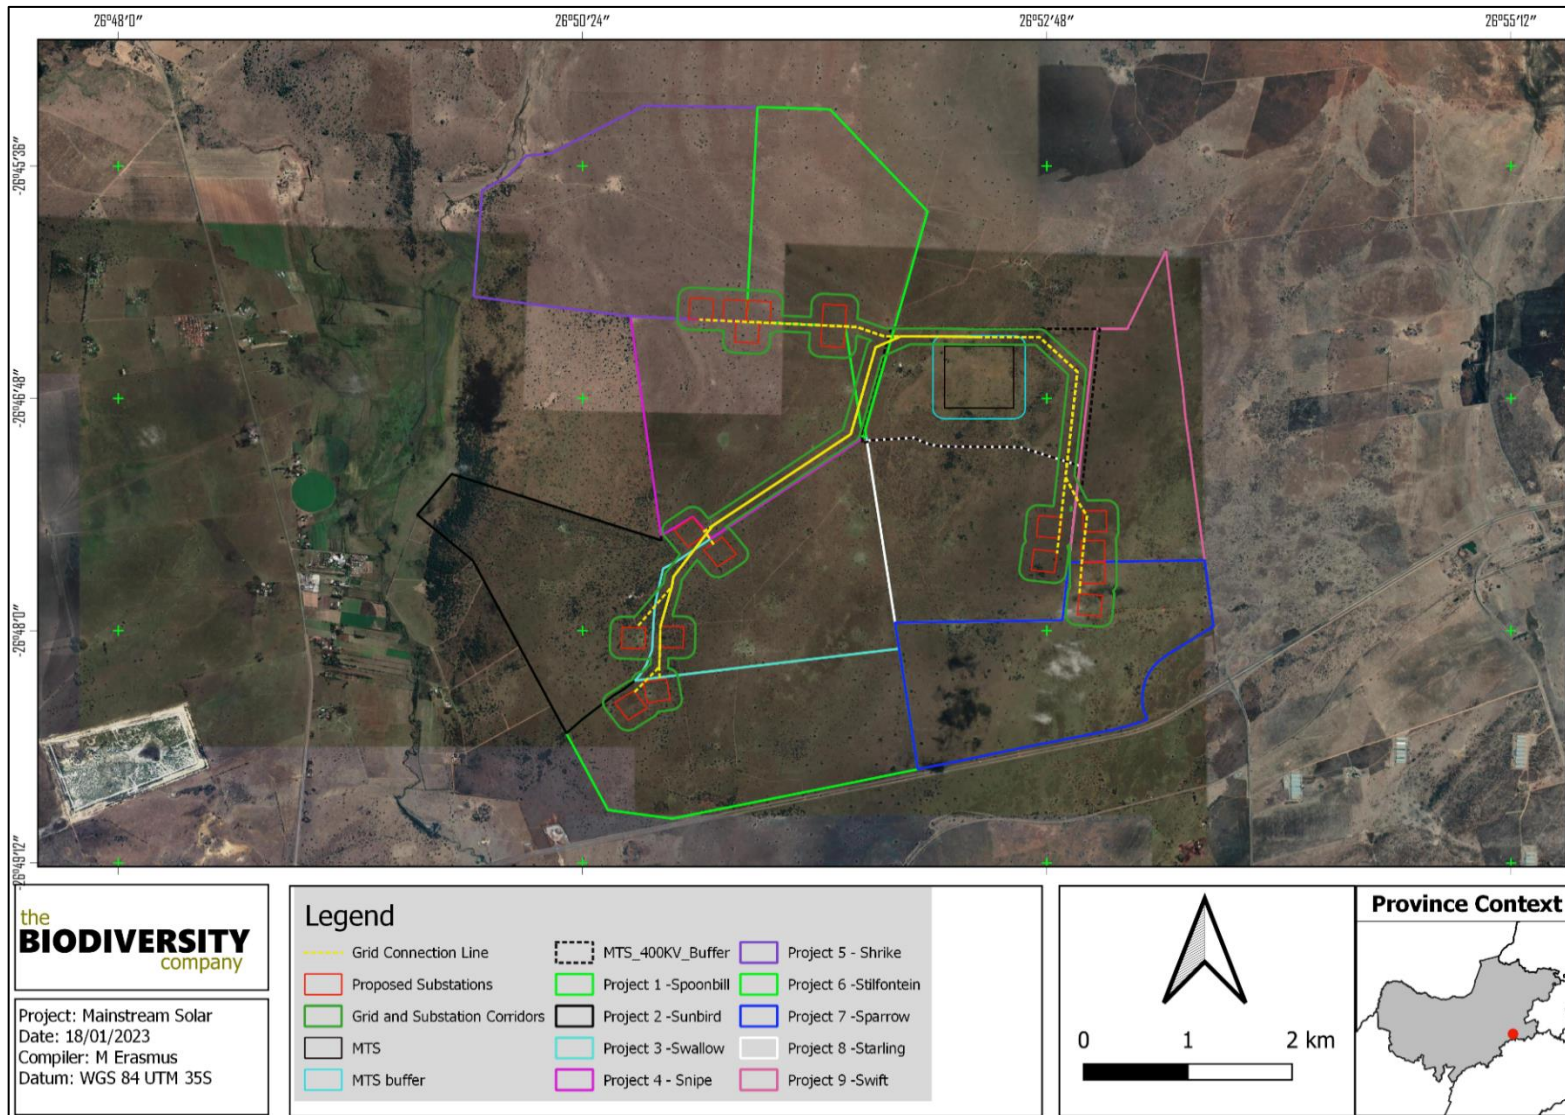 26°48'0" 26°50'24" 26°52'48" 26°55'12"
-26°45'36"
-26°46'48"
-26°48'0"
-26°49'12"
the
BIODIVERSITY
company
Project: Mainstream Solar
Date: 18/01/2023
Compiler: M Erasmus
Datum: WGS 84 UTM 35S
Legend
Grid Connection Line
Proposed Substations
Grid and Substation Corridors
MTS
MTS buffer
MTS_400KV_Buffer
Project 1 -Spoonbill
Project 2 -Sunbird
Project 3 -Swallow
Project 4 - Snipe
Project 5 - Shrike
Project 6 -Stilfontein
Project 7 -Sparrow
Project 8 -Starling
Project 9 -Swift
0 1 2 km
Province Context